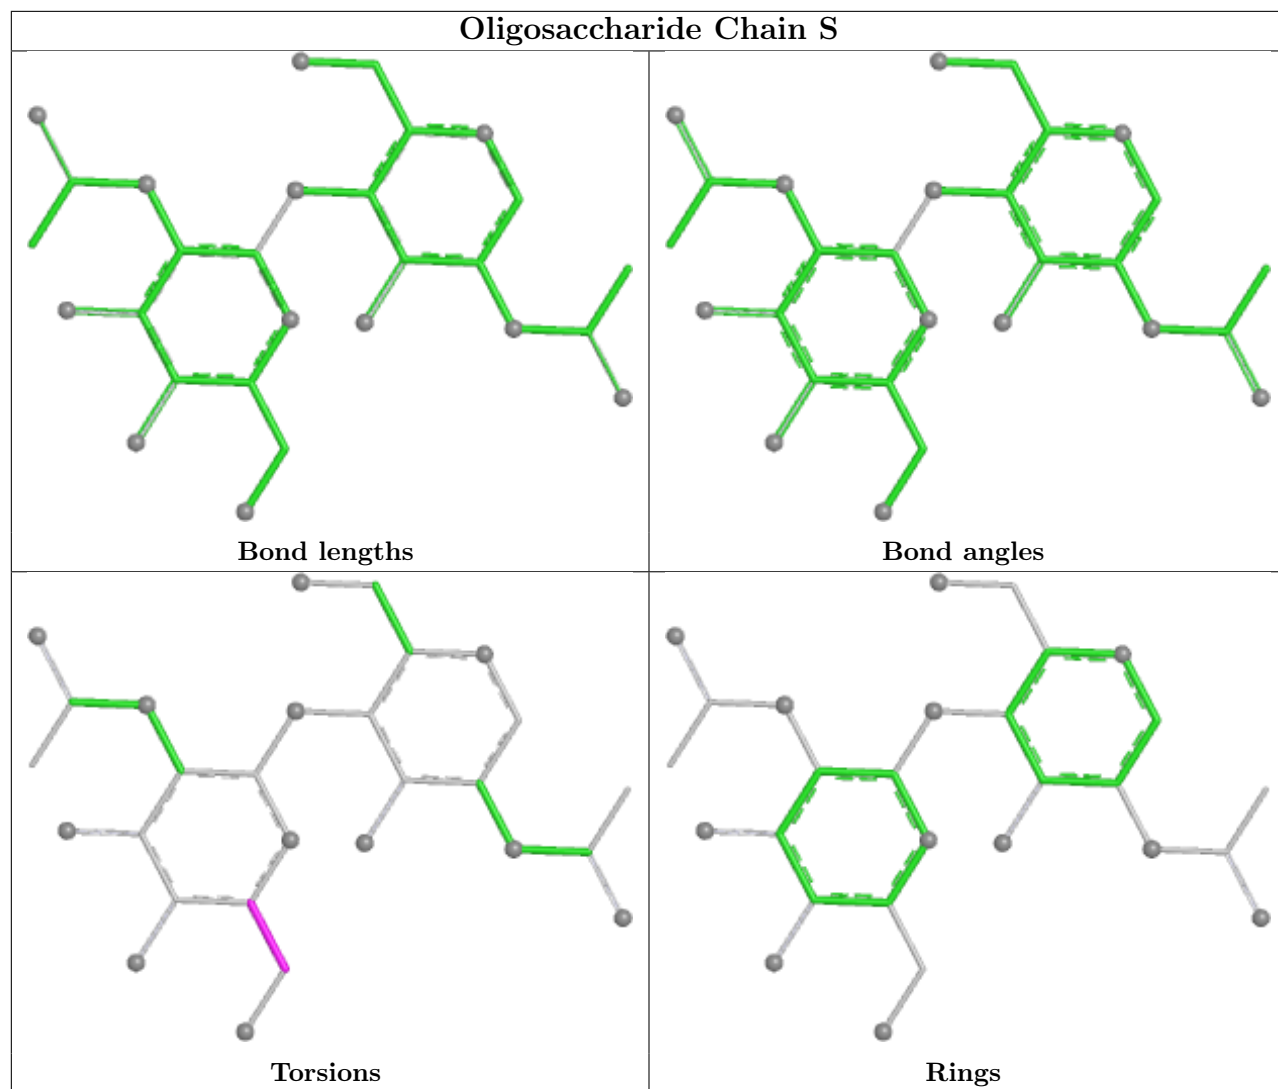 Oligosaccharide Chain S
Bond lengths
Bond angles
Torsions
Rings